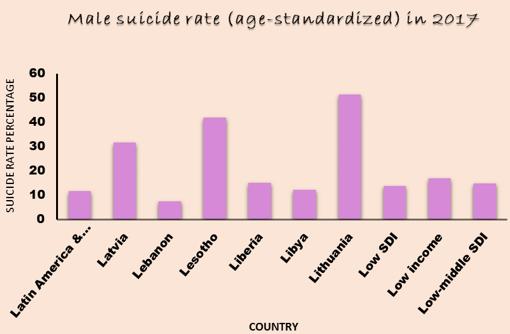 Male suicide rate (age-standardized) in 2017
SUICIDE RATE PERCENTAGE
60
50
40
30
20
10
0
Latin America &...
Latvia
Lebanon
Lesotho
Liberia
Libya
Lithuania
Low SDI
Low income
Low-middle SDI
COUNTRY